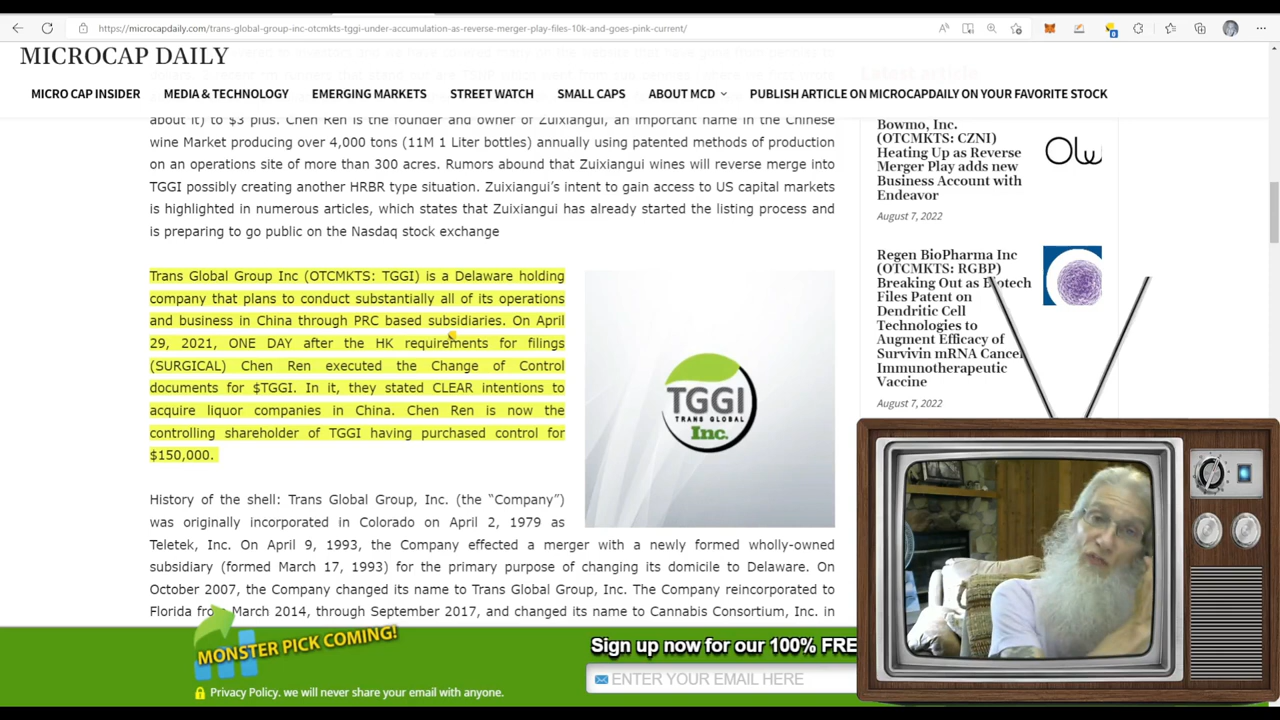 https://microcapdaily.com/trans-global-group-inc-otcmkts-tggi-under-accumulation-as-reverse-merger-play-files-10k-and-goes-pink-current/
MICROCAP DAILY
MICRO CAP INSIDER MEDIA & TECHNOLOGY EMERGING MARKETS STREET WATCH SMALL CAPS ABOUT MCD PUBLISH ARTICLE ON MICROCAPDAILY ON YOUR FAVORITE STOCK
about it) to $3 plus. Chen Ren is the founder and owner of Zuixiangui, an important name in the Chinese
wine Market producing over 4,000 tons (11M 1 Liter bottles) annually using patented methods of production
on an operations site of more than 300 acres. Rumors abound that Zuixiangui wines will reverse merge into
TGGI possibly creating another HRBR type situation. Zuixiangui's intent to gain access to US capital markets
is highlighted in numerous articles, which states that Zuixiangui has already started the listing process and
is preparing to go public on the Nasdaq stock exchange
Trans Global Group Inc (OTCMKTS: TGGI) is a Delaware holding
company that plans to conduct substantially all of its operations
and business in China through PRC based subsidiaries. On April
29, 2021, ONE DAY after the HK requirements for filings
(SURGICAL) Chen Ren executed the Change of Control
documents for $TGGI. In it, they stated CLEAR intentions to
acquire liquor companies in China. Chen Ren is now the
controlling shareholder of TGGI having purchased control for
$150,000.
TGGI
TRANS GLOBAL
Inc.
History of the shell: Trans Global Group, Inc. (the “Company”)
was originally incorporated in Colorado on April 2, 1979 as
Teletek, Inc. On April 9, 1993, the Company effected a merger with a newly formed wholly-owned
subsidiary (formed March 17, 1993) for the primary purpose of changing its domicile to Delaware. On
October 2007, the Company changed its name to Trans Global Group, Inc. The Company reincorporated to
Florida from March 2014, through September 2017, and changed its name to Cannabis Consortium, Inc. in
Latest article
Bowmo, Inc.
(OTCMKTS: CZNI)
Heating Up as Reverse
Merger Play adds new
Business Account with
Endeavor
August 7, 2022
Regen BioPharma Inc
(OTCMKTS: RGBP)
Breaking Out as Biotech
Files Patent on
Dendritic Cell
Technologies to
Augment Efficacy of
Survivin mRNA Cancer
Immunotherapeutic
Vaccine
August 7, 2022
MONSTER PICK COMING!
Sign up now for our 100% FRE
ENTER YOUR EMAIL HERE
Privacy Policy. we will never share your email with anyone.